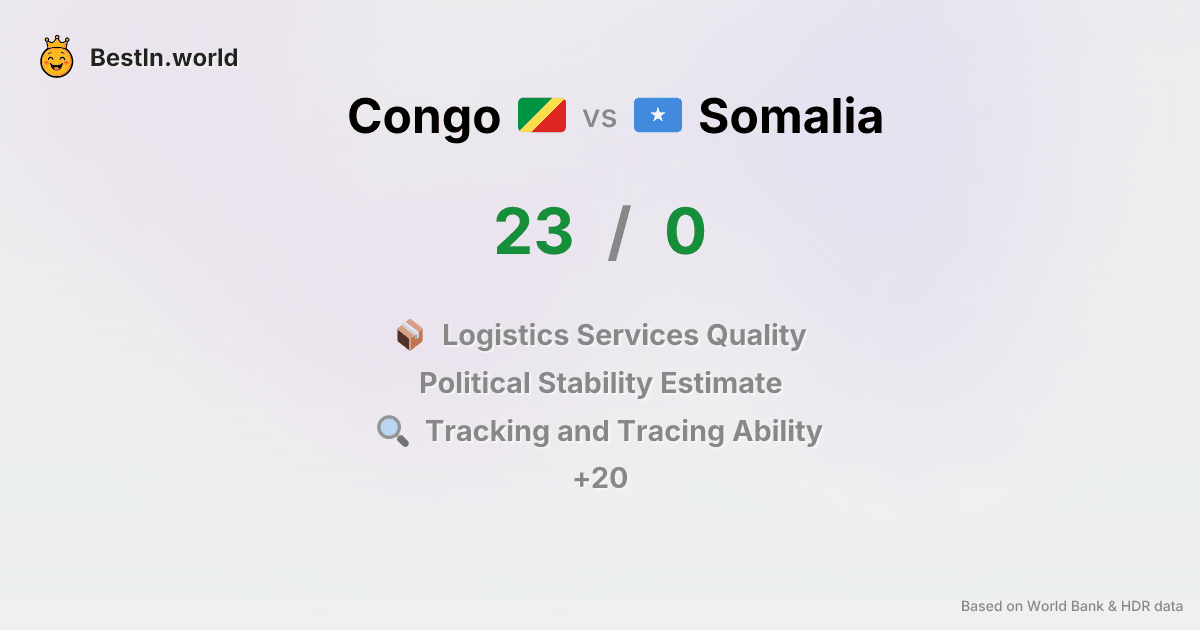 BestIn.world
Congo vs Somalia
23 / 0
Logistics Services Quality
Political Stability Estimate
Tracking and Tracing Ability
+20
Based on World Bank & HDR data